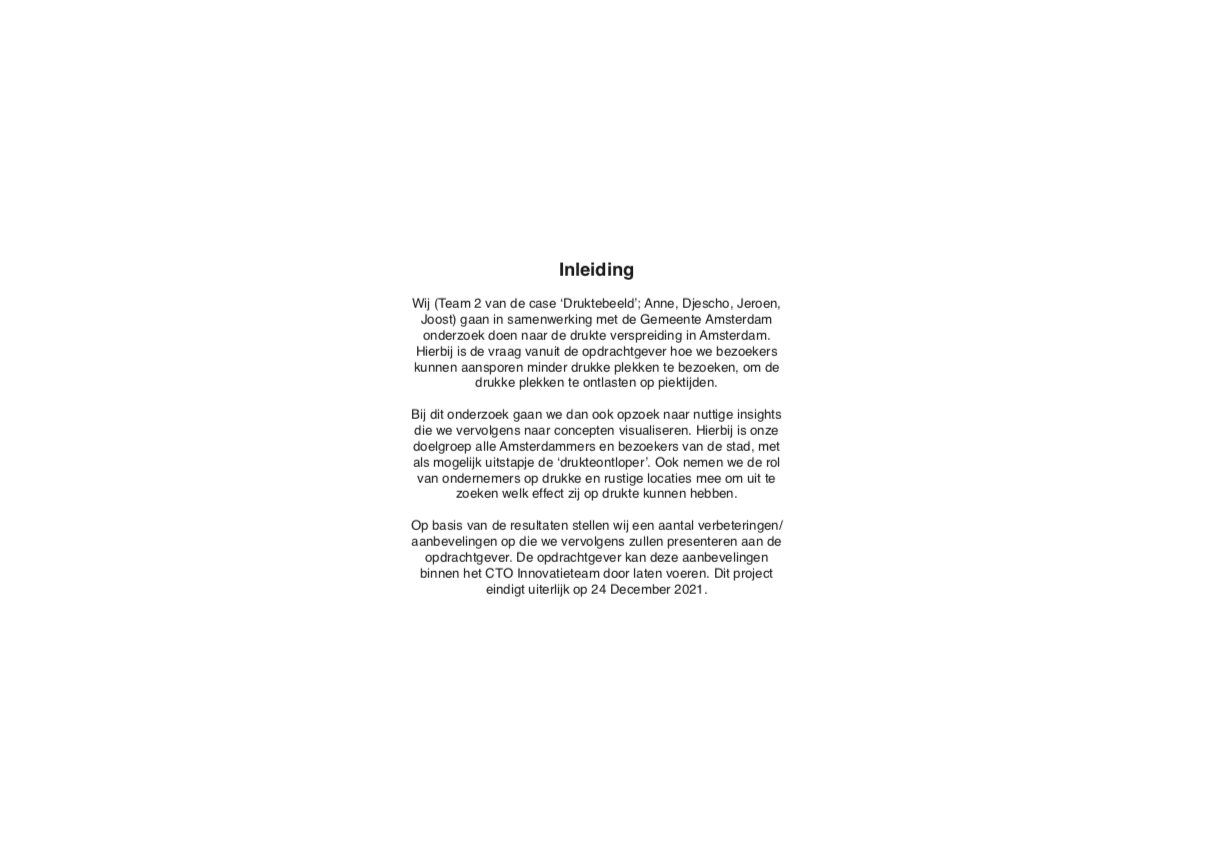 Inleiding
Wij (Team 2 van de case ‘Druktebeeld’; Anne, Djescho, Jeroen,
Joost) gaan in samenwerking met de Gemeente Amsterdam
onderzoek doen naar de drukte verspreiding in Amsterdam.
Hierbij is de vraag vanuit de opdrachtgever hoe we bezoekers
kunnen aansporen minder drukke plekken te bezoeken, om de
drukke plekken te ontlasten op piektijden.
Bij dit onderzoek gaan we dan ook opzoek naar nuttige insights
die we vervolgens naar concepten visualiseren. Hierbij is onze
doelgroep alle Amsterdammers en bezoekers van de stad, met
als mogelijk uitstapje de ‘drukteontloper’. Ook nemen we de rol
van ondernemers op drukke en rustige locaties mee om uit te
zoeken welk effect zij op drukte kunnen hebben.
Op basis van de resultaten stellen wij een aantal verbeteringen/
aanbevelingen op die we vervolgens zullen presenteren aan de
opdrachtgever. De opdrachtgever kan deze aanbevelingen
binnen het CTO Innovatieteam door laten voeren. Dit project
eindigt uiterlijk op 24 December 2021.